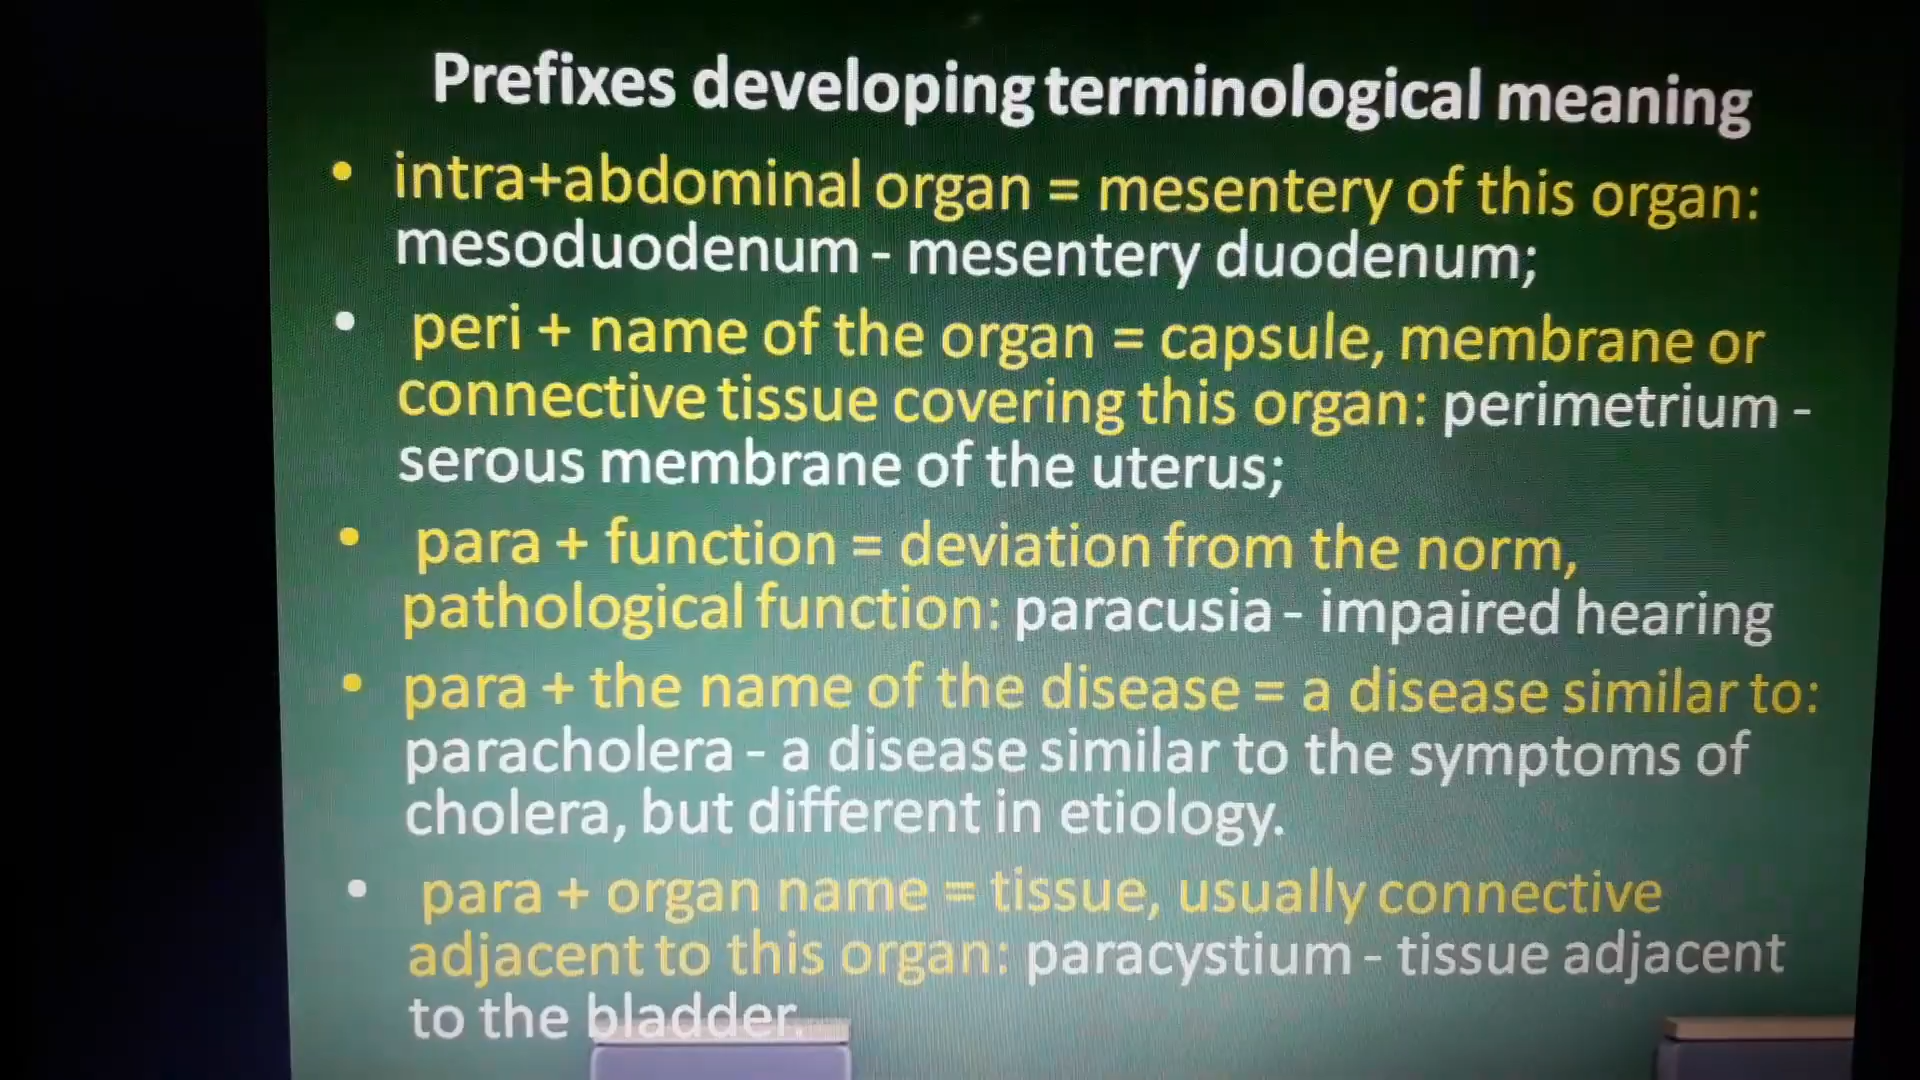 Prefixes developing terminological meaning
• intra+abdominal organ = mesentery of this organ:
mesoduodenum - mesentery duodenum;
• peri + name of the organ = capsule, membrane or
connective tissue covering this organ: perimetrium -
serous membrane of the uterus;
• para + function = deviation from the norm,
pathological function: paracusia - impaired hearing
• para + the name of the disease = a disease similar to:
paracholera - a disease similar to the symptoms of
cholera, but different in etiology.
• para + organ name = tissue, usually connective
adjacent to this organ: paracystium - tissue adjacent
to the bladder.